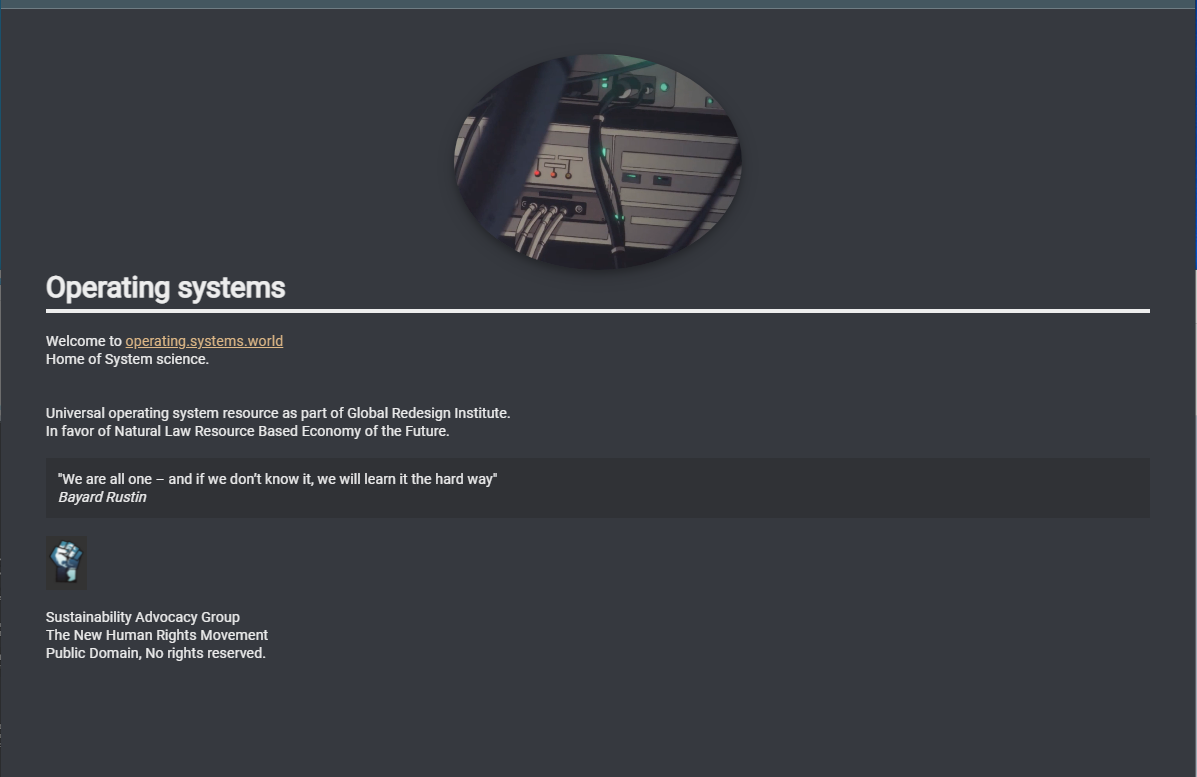 Operating systems
Welcome to operating.systems.world
Home of System science.
Universal operating system resource as part of Global Redesign Institute.
In favor of Natural Law Resource Based Economy of the Future.
"We are all one – and if we don’t know it, we will learn it the hard way"
Bayard Rustin
Sustainability Advocacy Group
The New Human Rights Movement
Public Domain, No rights reserved.